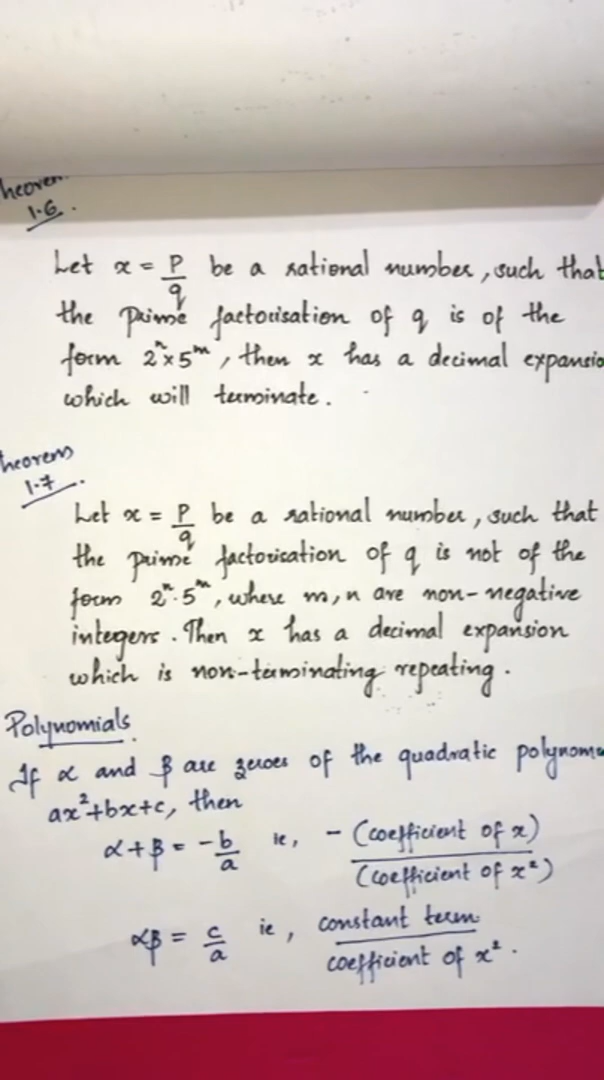 heorem
1.6.
Let x = p/q be a rational number, such that
the prime factorisation of q is of the
form 2ⁿ×5ᵐ, then x has a decimal expansio
which will terminate.
heorem
1.7.
Let x = p/q be a rational number, such that
the prime factorisation of q is not of the
form 2ⁿ.5ᵐ, where m, n are non-negative
integers. Then x has a decimal expansion
which is non-terminating repeating.
Polynomials
If α and β are zeroes of the quadratic polynom
ax²+bx+c, then
α+β = -b/a ie, - (coefficient of x)/(coefficient of x²)
αβ = c/a ie, constant term/coefficient of x².